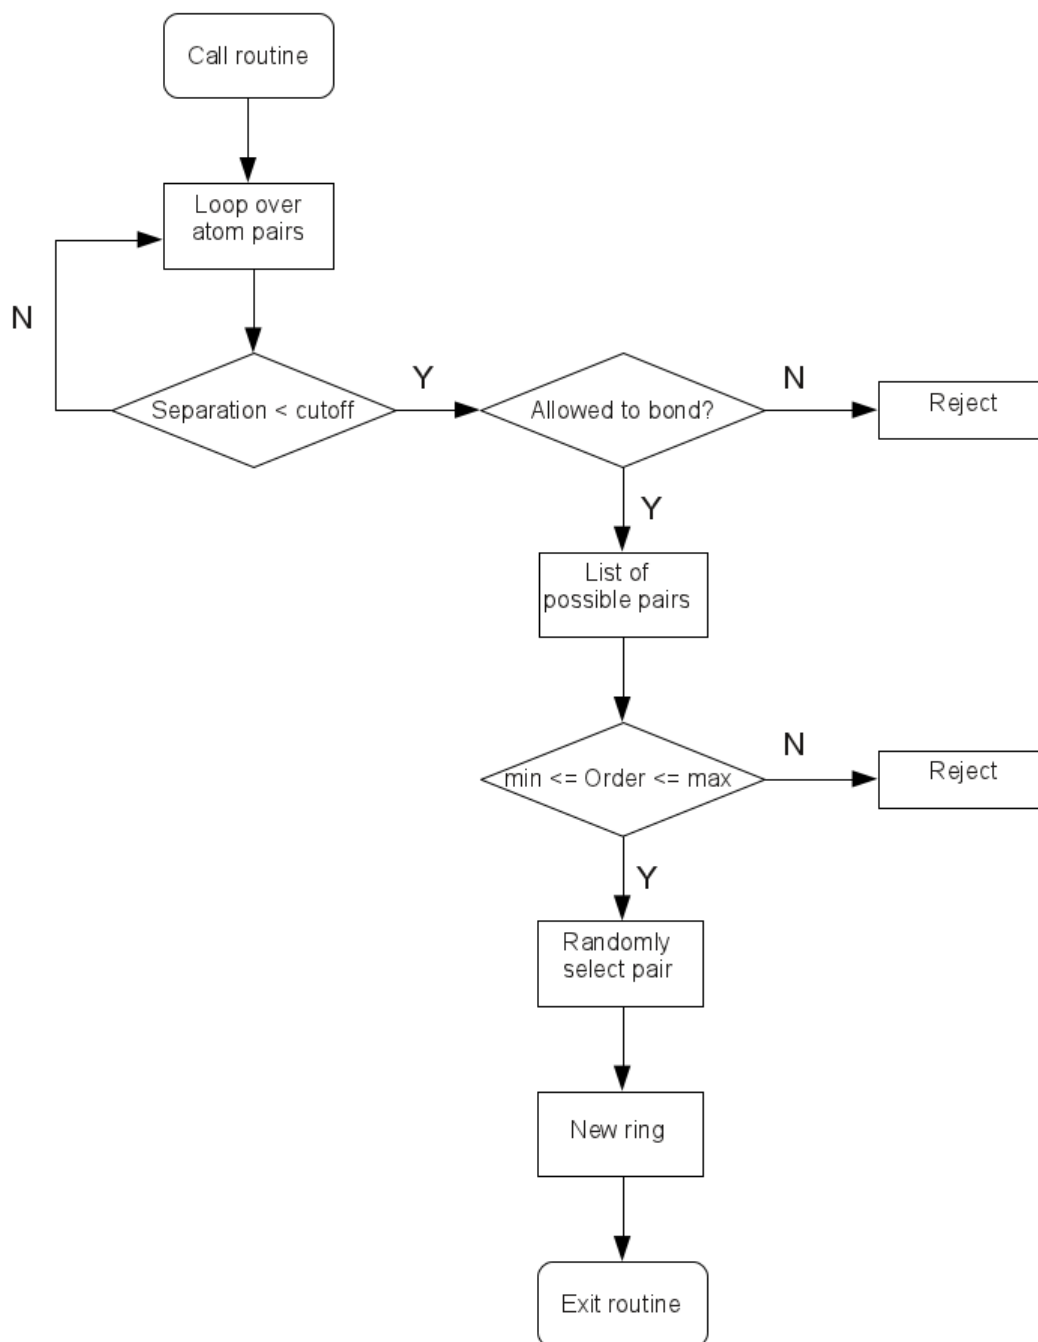 Call routine
Loop over
atom pairs
N
Separation < cutoff
Y
Allowed to bond?
N
Reject
Y
List of
possible pairs
min <= Order <= max
N
Reject
Y
Randomly
select pair
New ring
Exit routine